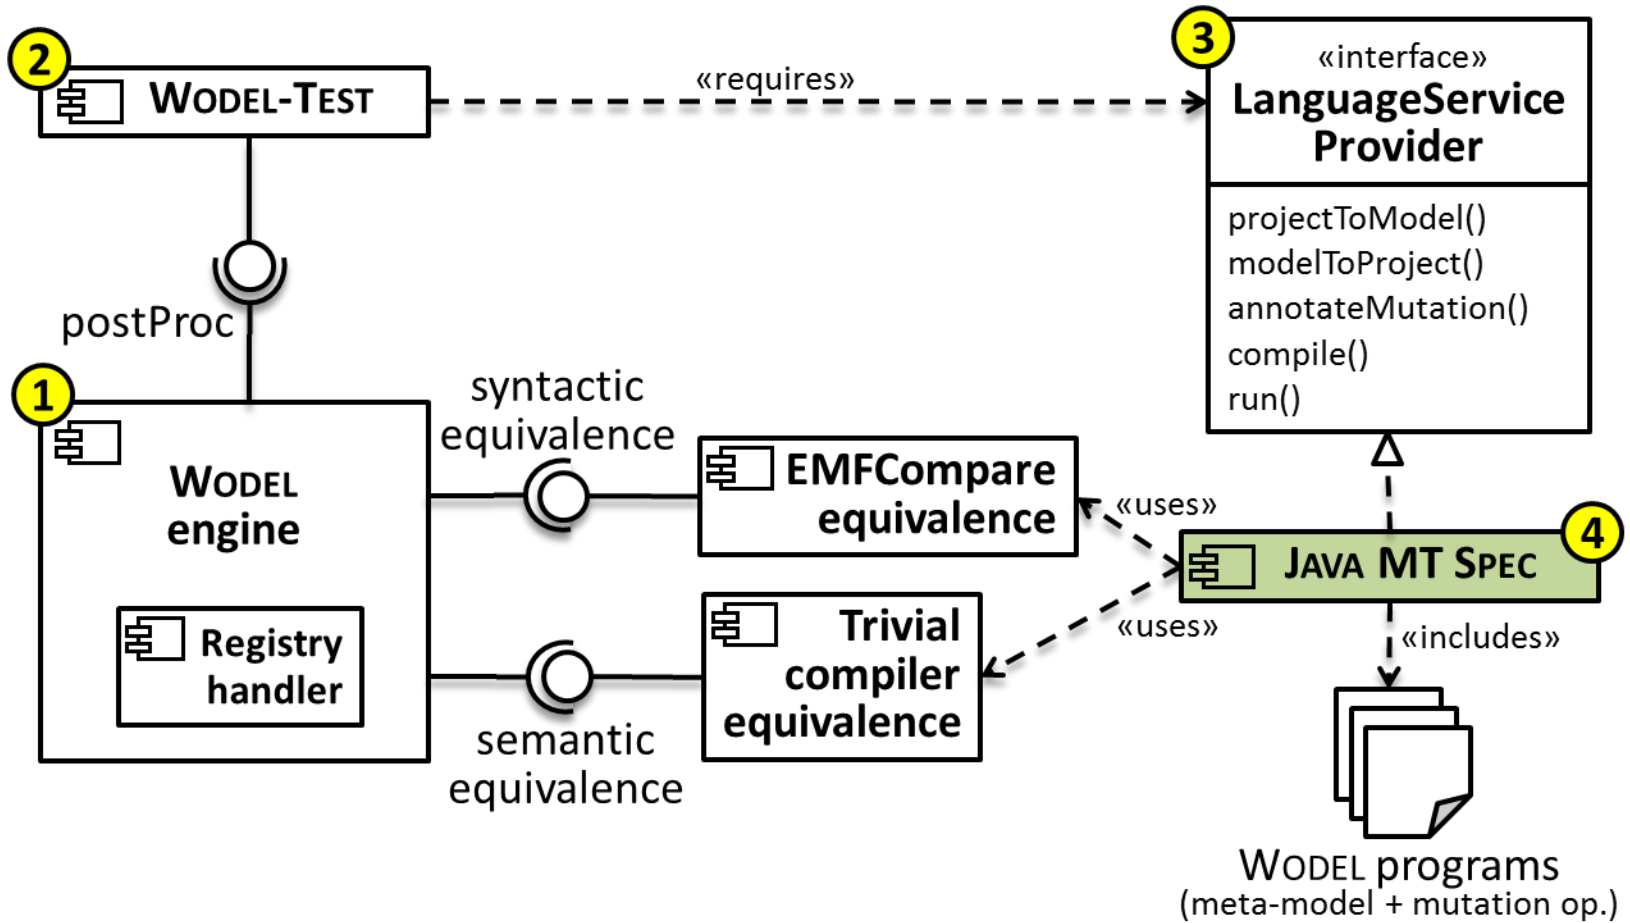 2
WODEL-TEST
«requires»
3
«interface»
LanguageService
Provider
projectToModel()
modelToProject()
annotateMutation()
compile()
run()
postProc
1
WODEL
engine
Registry
handler
syntactic
equivalence
EMFCompare
equivalence
semantic
equivalence
Trivial
compiler
equivalence
«uses»
«uses»
4
JAVA MT SPEC
«includes»
WODEL programs
(meta-model + mutation op.)